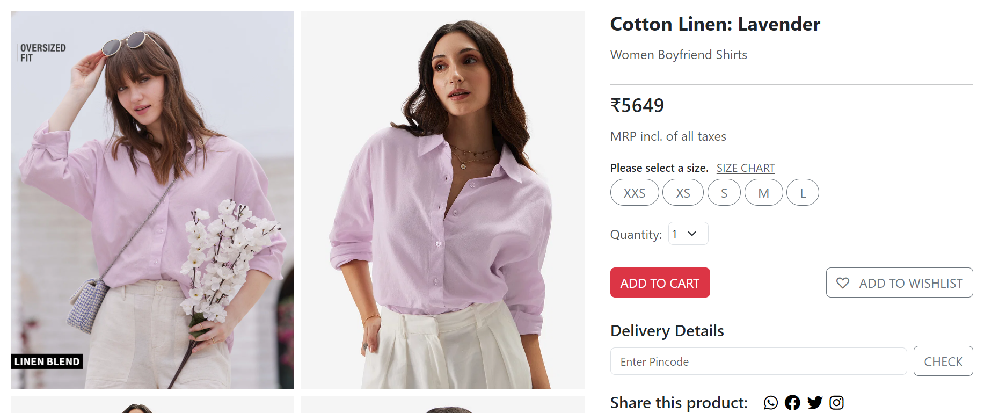 OVERSIZED
FIT
LINEN BLEND
Cotton Linen: Lavender
Women Boyfriend Shirts
₹5649
MRP incl. of all taxes
Please select a size. SIZE CHART
XXS XS S M L
Quantity: 1
ADD TO CART ADD TO WISHLIST
Delivery Details
Enter Pincode CHECK
Share this product: